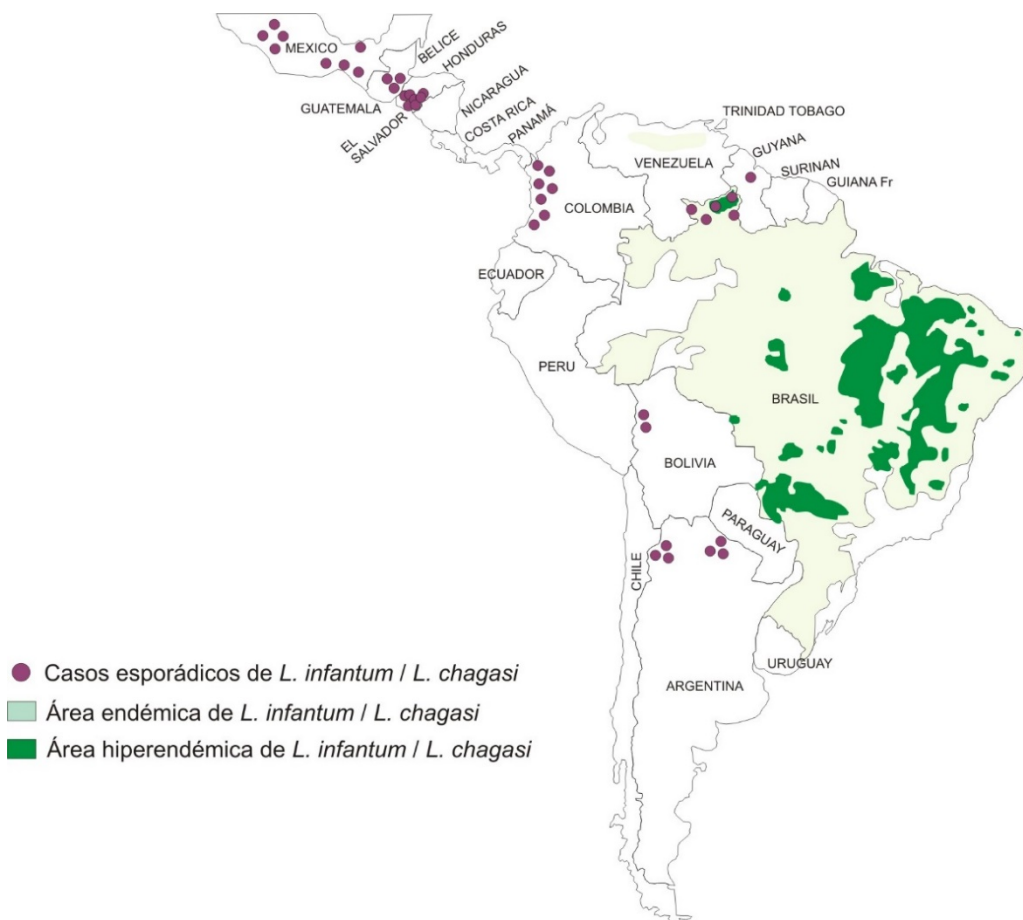 MEXICO
BELICE
HONDURAS
GUATEMALA
EL
SALVADOR
NICARAGUA
COSTA RICA
PANAMÁ
TRINIDAD TOBAGO
VENEZUELA
GUYANA
SURINAN
GUIANA Fr
COLOMBIA
ECUADOR
PERU
BRASIL
BOLIVIA
PARAGUAY
CHILE
URUGUAY
ARGENTINA
Casos esporádicos de L. infantum / L. chagasi
Área endémica de L. infantum / L. chagasi
Área hiperendémica de L. infantum / L. chagasi